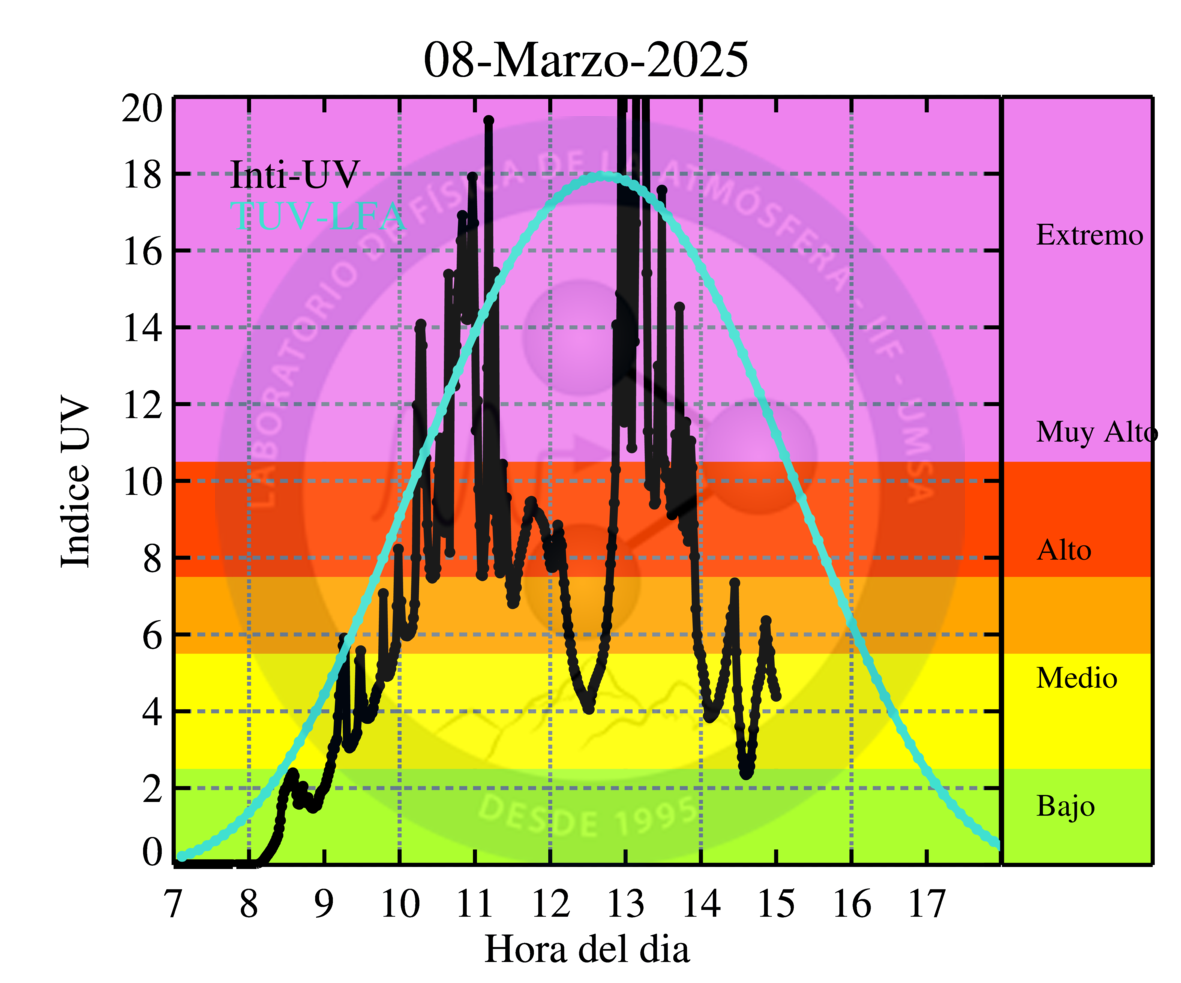 08-Marzo-2025
20
18
16
14
12
10
8
6
4
2
0
Indice UV
Inti-UV
TUV-LFA
LABORATORIO DE FÍSICA DE LA ATMÓSFERA - IIF - UMSA
DESDE 1995
Extremo
Muy Alto
Alto
Medio
Bajo
7 8 9 10 11 12 13 14 15 16 17
Hora del dia